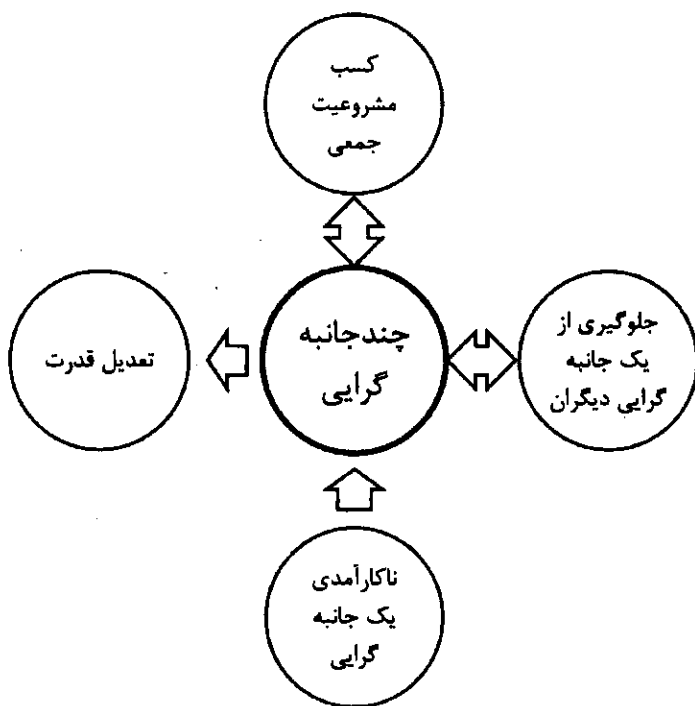 کسب
مشروعیت
جمعی
جلوگیری از
یک جانبه
گرایی دیگران
چندجانبه
گرایی
تعدیل قدرت
ناکارآمدی
یک جانبه
گرایی